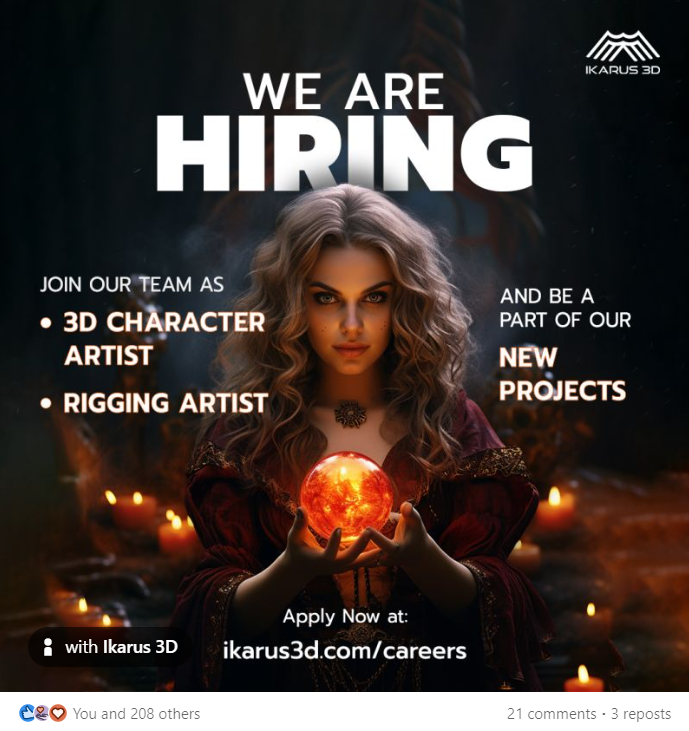 IKARUS 3D
WE ARE
HIRING
JOIN OUR TEAM AS
• 3D CHARACTER
ARTIST
• RIGGING ARTIST
AND BE A
PART OF OUR
NEW
PROJECTS
Apply Now at:
ikarus3d.com/careers
with Ikarus 3D
You and 208 others
21 comments • 3 reposts